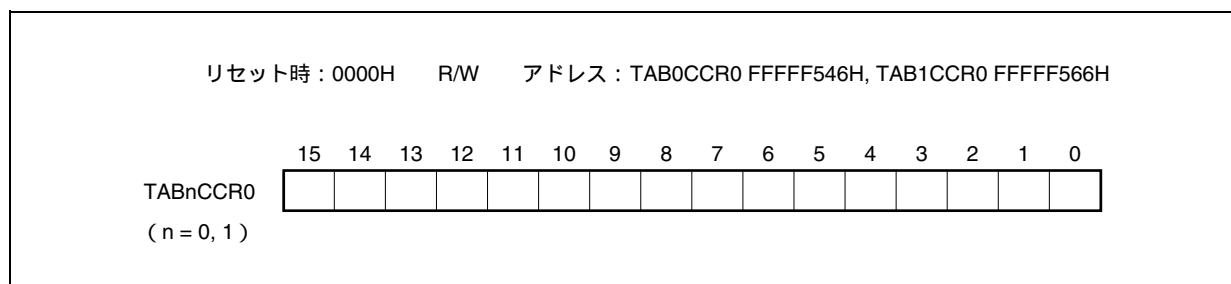 リセット時：0000H R/W アドレス：TAB0CCR0 FFFFF546H, TAB1CCR0 FFFFF566H
15 14 13 12 11 10 9 8 7 6 5 4 3 2 1 0
TABnCCR0
（n = 0, 1）